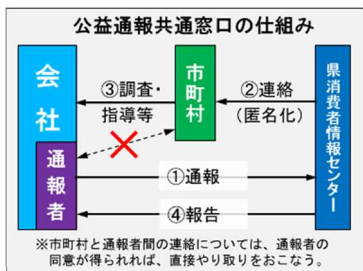 公益通報共通窓口の仕組み
会社
通報者
市町村
県消費者情報センター
③調査・
指導等
②連絡
(匿名化)
①通報
④報告
※市町村と通報者間の連絡については、通報者の
同意が得られれば、直接やり取りをおこなう。